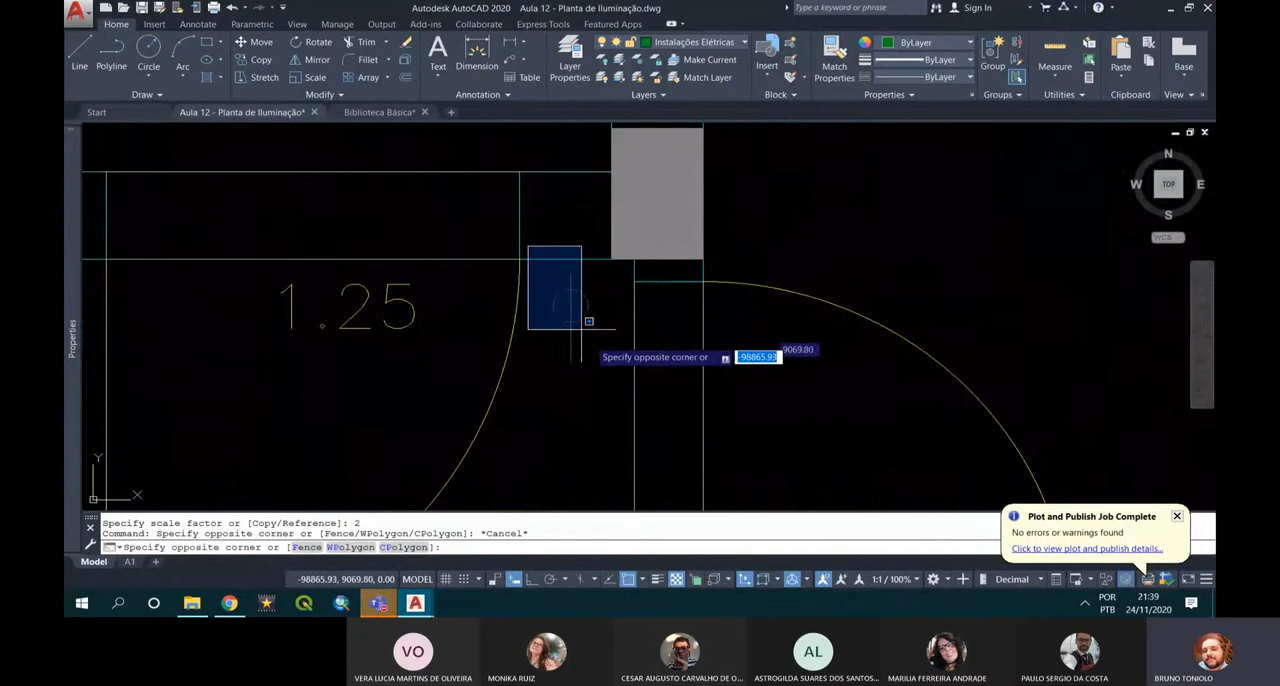 Autodesk AutoCAD 2020 Aula 12 - Planta de Iluminação.dwg
Type a keyword or phrase
Sign In
Home Insert Annotate Parametric View Manage Output Add-ins Collaborate Express Tools Featured Apps
Line Polyline Circle Arc
Move Rotate Trim
Copy Mirror Fillet
Stretch Scale Array
Text Dimension
Table
Layer Properties
Instalações Elétricas
Make Current
Match Layer
Insert
Match Properties
ByLayer
ByLayer
ByLayer
Group
Measure
Paste
Base
Draw Modify Annotation Layers Block Properties Groups Utilities Clipboard View
Start Aula 12 - Planta de Iluminação* Biblioteca Básica*
N
W TOP E
S
WCS
1.25
Properties
Specify opposite corner or -98865.93 9069.80
Y
X
Specify scale factor or [Copy/Reference]: 2
Command: Specify opposite corner or [Fence/WPolygon/CPolygon]: *Cancel*
Specify opposite corner or [Fence WPolygon CPolygon]:
Plot and Publish Job Complete
No errors or warnings found
Click to view plot and publish details...
Model A1
-98865.93, 9069.80, 0.00 MODEL 1:1 / 100% Decimal
POR
PTB
21:39
24/11/2020
VO
AL
VERA LUCIA MARTINS DE OLIVEIRA
MONIKA RUIZ
CESAR AUGUSTO CARVALHO DE O...
ASTROGILDA SUARES DOS SANTOS...
MARILIA FERREIRA ANDRADE
PAULO SERGIO DA COSTA
BRUNO TONIOLO